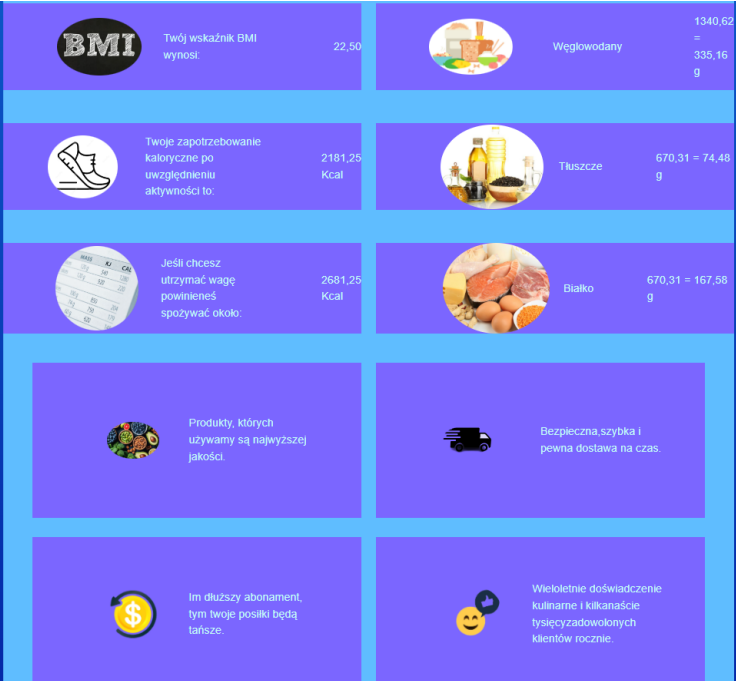 BMI
Twój wskaźnik BMI
wynosi:
22,50
Węglowodany
1340,62
=
335,16
g
Twoje zapotrzebowanie
kaloryczne po
uwzględnieniu
aktywności to:
2181,25
Kcal
Tłuszcze
670,31 = 74,48
g
MASS KJ CAL
Jeśli chcesz
utrzymać wagę
powinieneś
spożywać około:
2681,25
Kcal
Białko
670,31 = 167,58
g
Produkty, których
używamy są najwyższej
jakości.
Bezpieczna,szybka i
pewna dostawa na czas.
$
Im dłuższy abonament,
tym twoje posiłki będą
tańsze.
Wieloletnie doświadczenie
kulinarne i kilkanaście
tysięcyzadowolonych
klientów rocznie.